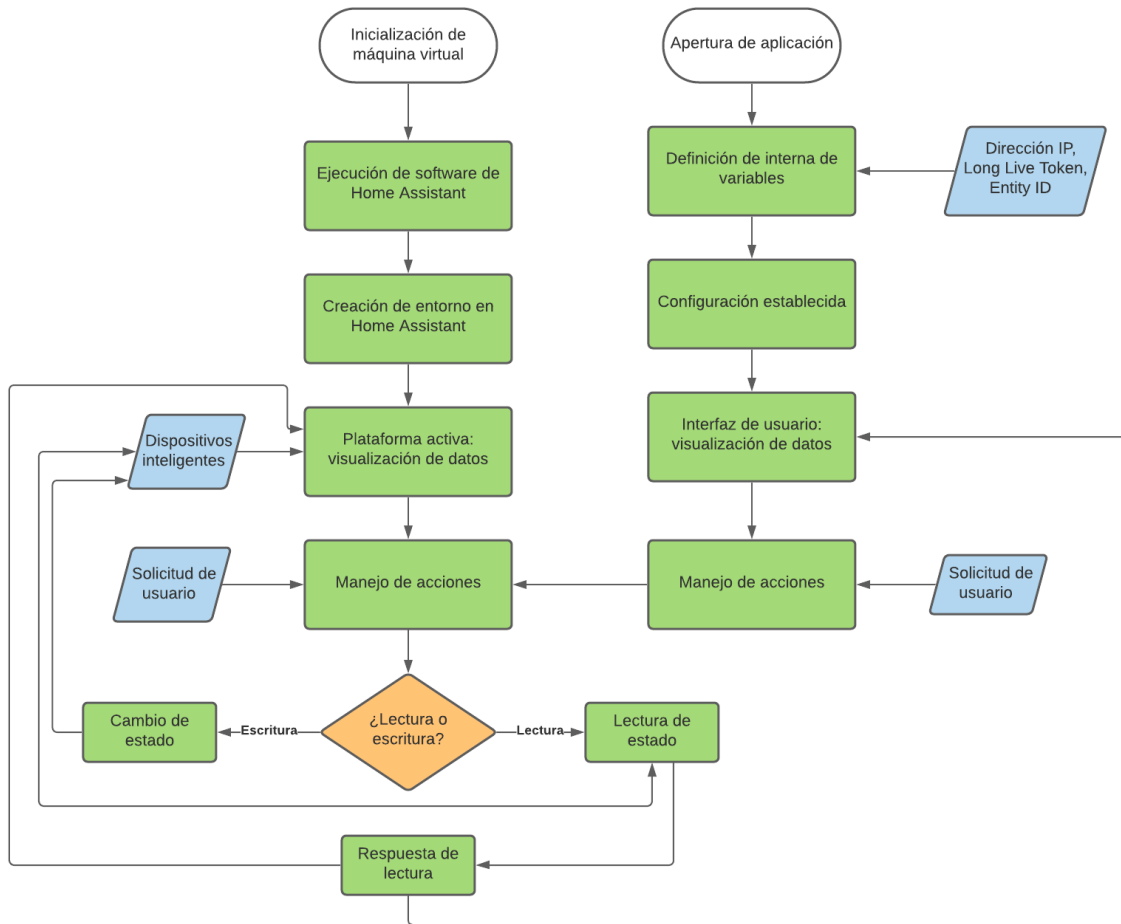 Inicialización de
máquina virtual
Apertura de aplicación
Ejecución de software de
Home Assistant
Definición de interna de
variables
Dirección IP,
Long Live Token,
Entity ID
Creación de entorno en
Home Assistant
Configuración establecida
Dispositivos
inteligentes
Plataforma activa:
visualización de datos
Interfaz de usuario:
visualización de datos
Solicitud de
usuario
Manejo de acciones
Manejo de acciones
Solicitud de
usuario
Cambio de
estado
Escritura
¿Lectura o
escritura?
Lectura
Lectura de
estado
Respuesta de
lectura